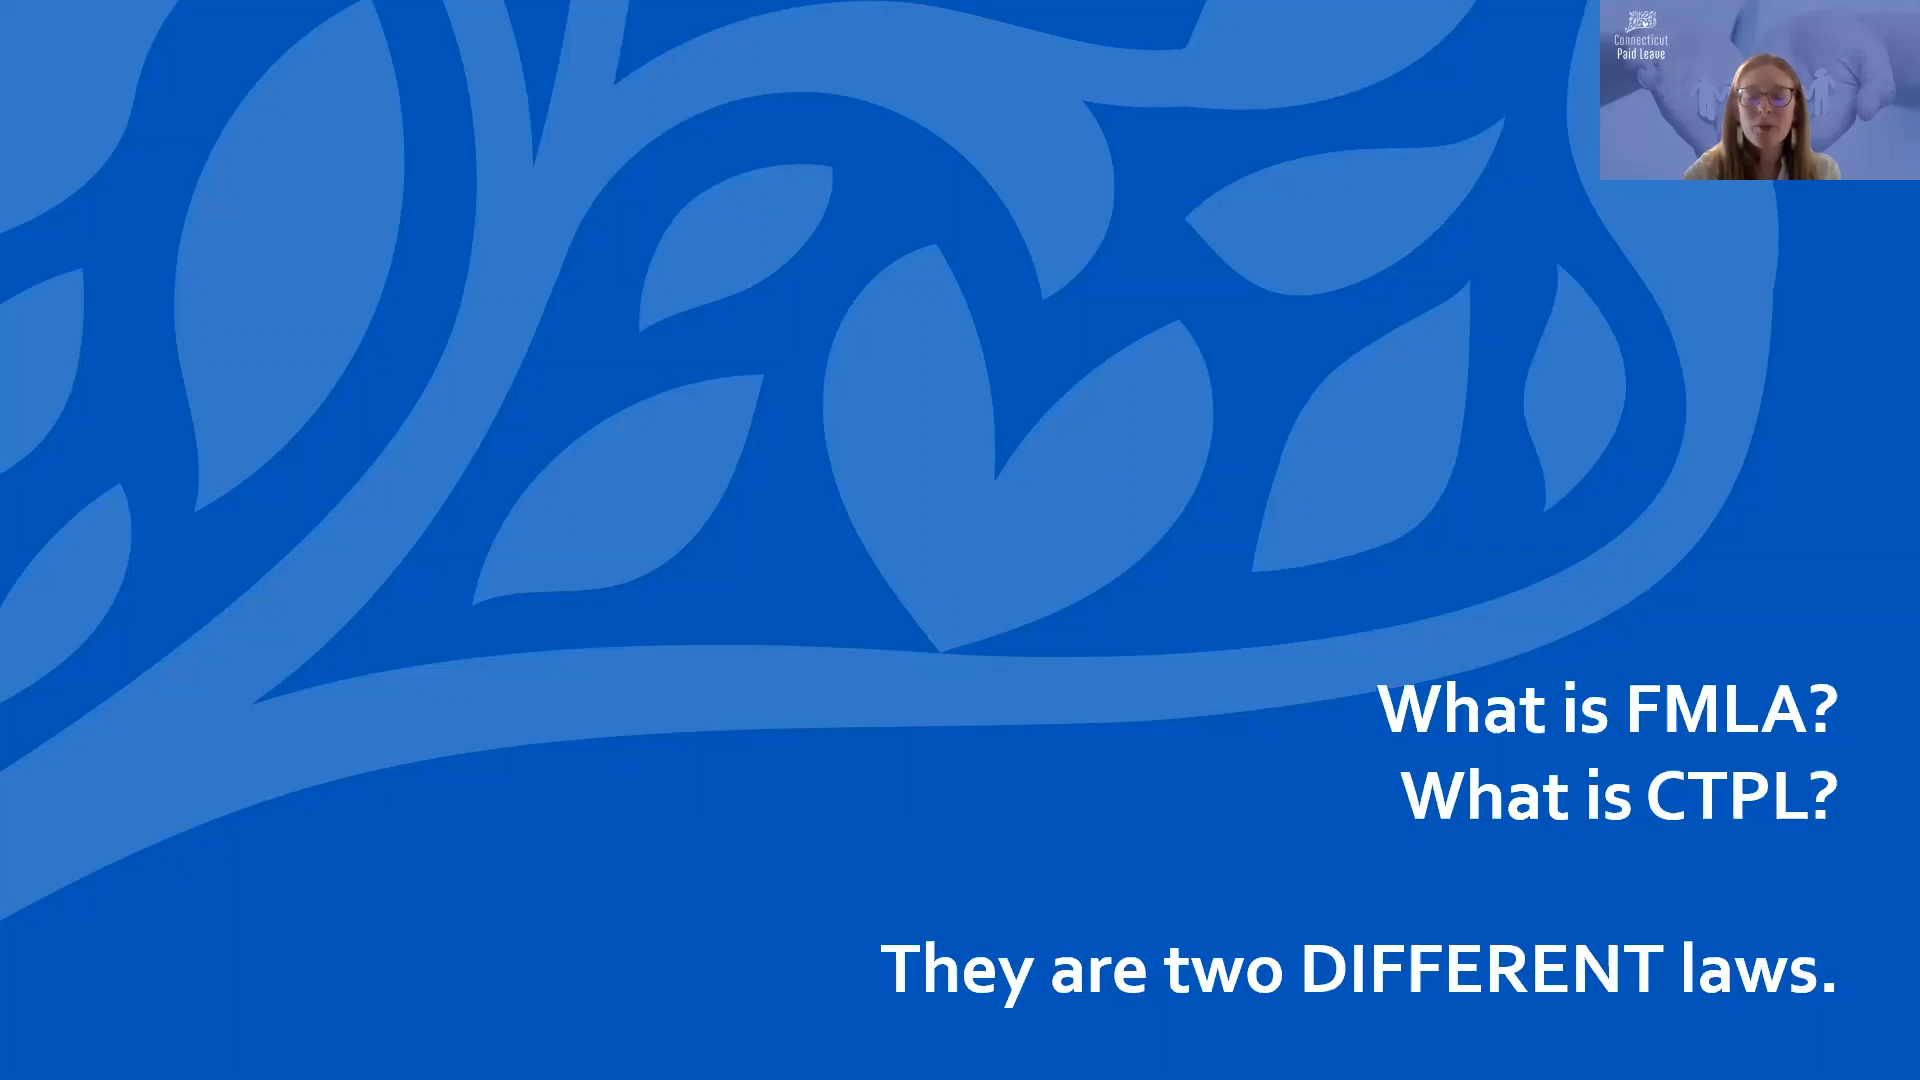 Connecticut
Paid Leave
What is FMLA?
What is CTPL?
They are two DIFFERENT laws.